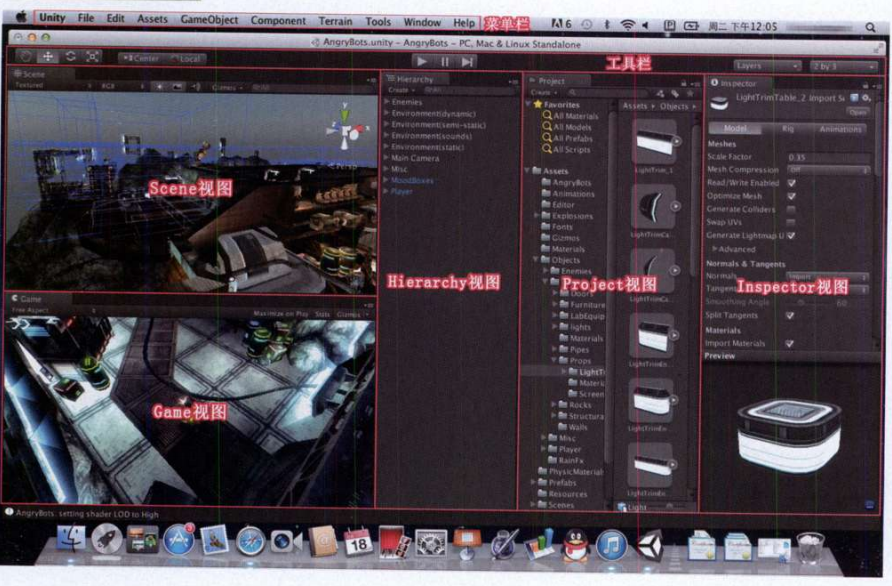 Unity File Edit Assets GameObject Component Terrain Tools Window Help 菜单栏 6 周二 下午12:05
AngryBots.unity – AngryBots – PC, Mac & Linux Standalone
Center Local 工具栏 Layers 2 by 3
Scene
Textured RGB Gizmos All
Scene视图
Game
Free Aspect Maximize on Play Stats Gizmos
Game视图
Hierarchy
Create All
Enemies
Environment(dynamic)
Environment(semi-static)
Environment(static)
Main Camera
Misc
MoodBoxes
Player
Hierarchy视图
Project
Create
Favorites
All Materials
All Models
All Prefabs
All Scripts
Assets
AngryBots
Animations
Editor
Explosions
Fonts
Gizmos
Materials
Objects
Enemies
Project视图
Doors
Furniture
LabEquip
lights
Materials
Pipes
Props
LightTr
Materia
Screen
Rocks
Structura
Walls
Misc
Player
RainFx
PhysicMaterial
Prefabs
Resources
Scenes
Assets Objects
LightTrim_1
LightTrimCa
LightTrimCa
LightTrimEn
LightTrimEn
LightTrimEn
Light
Inspector
LightTrimTable_2 Import Se
Open
Model Rig Animations
Meshes
Scale Factor 0.35
Mesh Compression Off
Read/Write Enabled
Optimize Mesh
Generate Colliders
Swap UVs
Generate Lightmap U
Advanced
Normals & Tangents
Normals Import
Tangen
Inspector视图
Smoothing Angle 60
Split Tangents
Materials
Import Materials
Preview
AngryBots. setting shader LOD to High
18